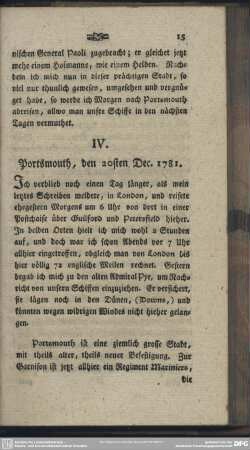 15
nischen General Paoli zugebracht; er gleichet jetzt
mehr einem Hofmanne, wie einem Helden. Nach-
dem ich mich nun in dieser prächtigen Stadt, so
viel nur thunlich gewesen, umgesehen und vergnü-
get habe, so werde ich Morgen nach Portsmouth
abreisen, allwo man unsre Schiffe in den nächsten
Tagen vermuthet.
IV.
Portsmouth, den 20sten Dec. 1781.
Ich verblieb noch einen Tag länger, als mein
letztes Schreiben meldete, in London, und reisete
ehegestern Morgens um 6 Uhr von dort in einer
Postchaise über Guilford und Petersfield hieher.
In beiden Orten hielt ich mich wohl 2 Stunden
auf, und doch war ich schon Abends vor 7 Uhr
allhier eingetroffen, obgleich man von London bis
hier völlig 72 englische Meilen rechnet. Gestern
begab ich mich zu dem alten Admiral Pye, um Nach-
richt von unsern Schiffen einzuziehen. Er versichert,
sie lägen noch in den Dünen, (Downs,) und
könnten wegen widrigen Windes nicht hieher gelan-
gen.
Portsmouth ist eine ziemlich grosse Stadt,
mit theils alter, theils neuer Befestigung. Zur
Garnison ist jetzt allhier ein Regiment Mariniers,
die